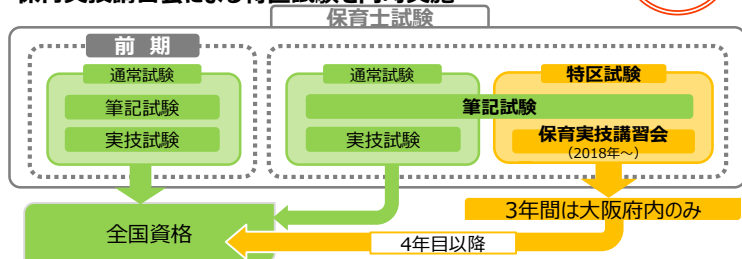 保育士試験
前 期
通常試験
筆記試験
実技試験
通常試験
特区試験
筆記試験
実技試験
保育実技講習会
(2018年~)
全国資格
3年間は大阪府内のみ
4年目以降